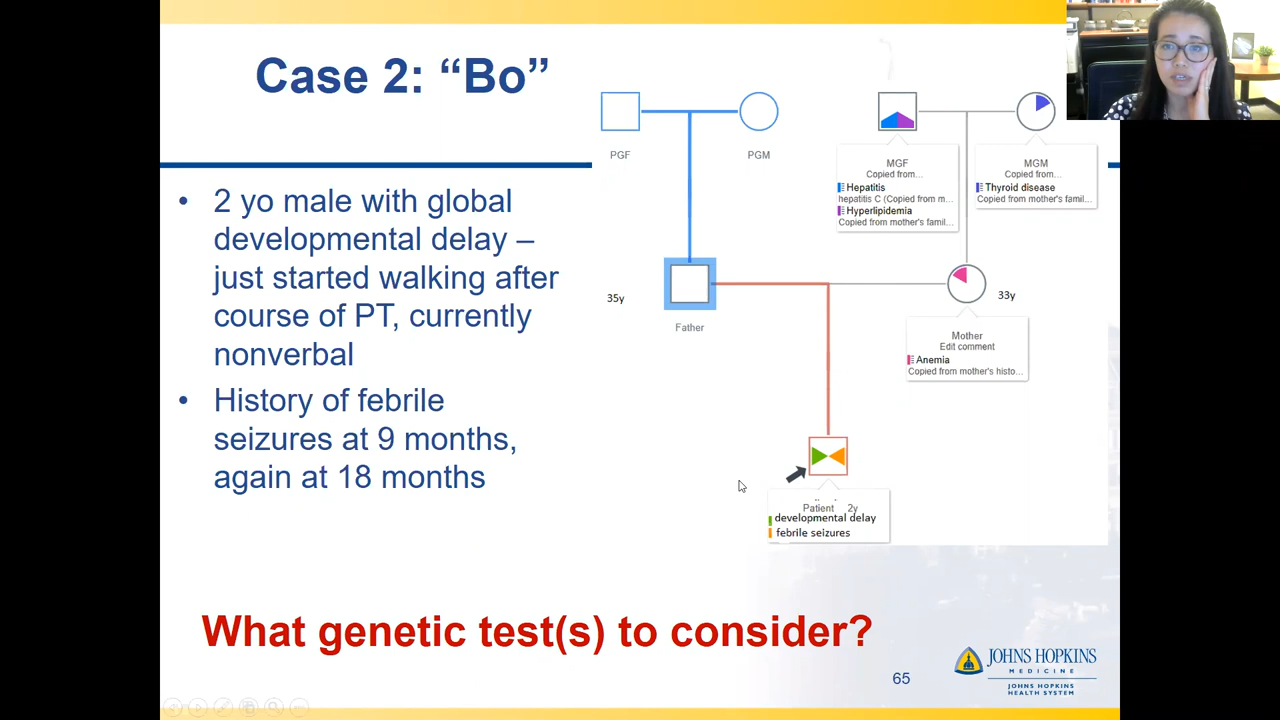 Case 2: “Bo”
• 2 yo male with global
developmental delay –
just started walking after
course of PT, currently
nonverbal
• History of febrile
seizures at 9 months,
again at 18 months
PGF
PGM
MGF
Copied from...
Hepatitis
hepatitis C (Copied from m...
Hyperlipidemia
Copied from mother's famil...
MGM
Copied from...
Thyroid disease
Copied from mother's famil...
35y
Father
33y
Mother
Edit comment
Anemia
Copied from mother's histo...
Patient 2y
developmental delay
febrile seizures
What genetic test(s) to consider?
65
JOHNS HOPKINS
MEDICINE
JOHNS HOPKINS
HEALTH SYSTEM